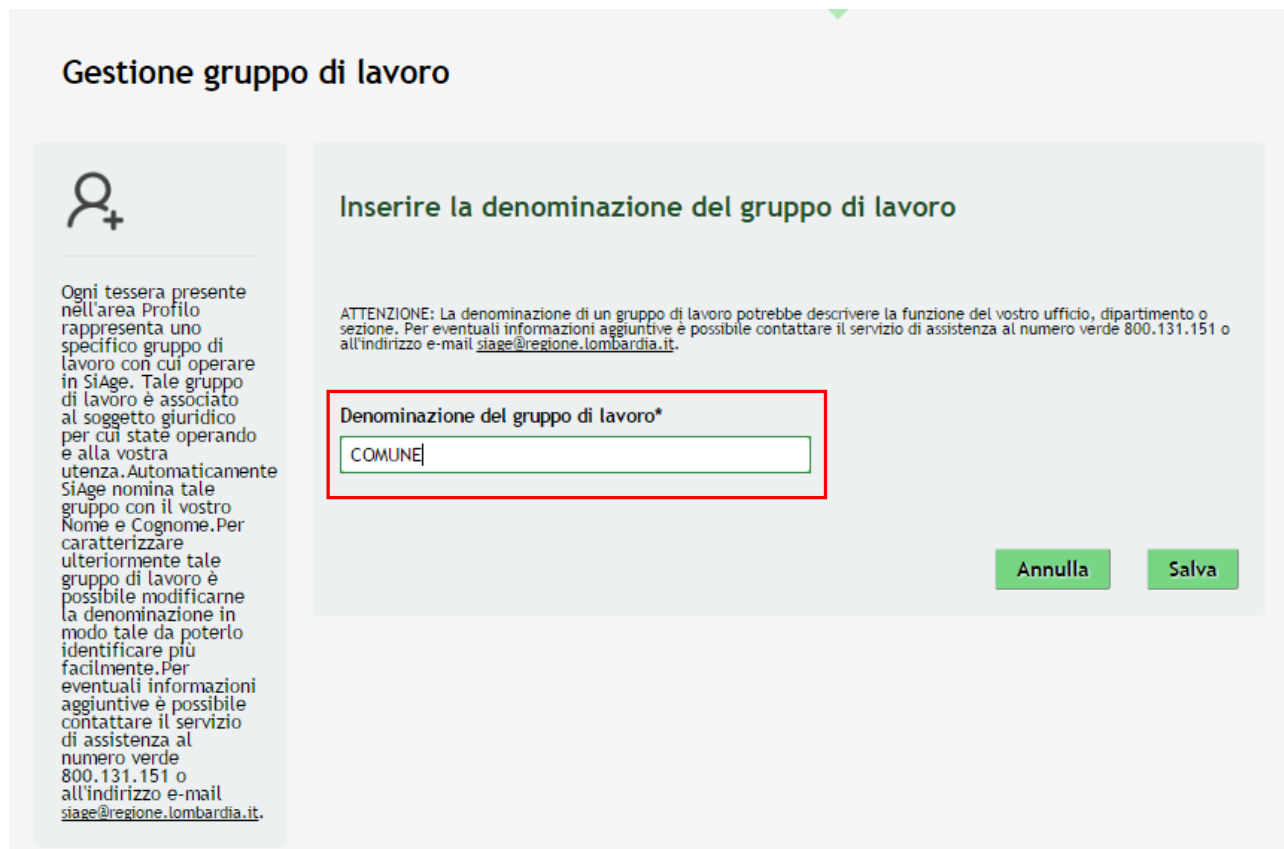 Gestione gruppo di lavoro
Ogni tessera presente
nell'area Profilo
rappresenta uno
specifico gruppo di
lavoro con cui operare
in SiAge. Tale gruppo
di lavoro è associato
al soggetto giuridico
per cui state operando
e alla vostra
utenza.Automaticamente
SiAge nomina tale
gruppo con il vostro
Nome e Cognome.Per
caratterizzare
ulteriormente tale
gruppo di lavoro è
possibile modificarne
la denominazione in
modo tale da poterlo
identificare più
facilmente.Per
eventuali informazioni
aggiuntive è possibile
contattare il servizio
di assistenza al
numero verde
800.131.151 o
all'indirizzo e-mail
siage@regione.lombardia.it.
Inserire la denominazione del gruppo di lavoro
ATTENZIONE: La denominazione di un gruppo di lavoro potrebbe descrivere la funzione del vostro ufficio, dipartimento o
sezione. Per eventuali informazioni aggiuntive è possibile contattare il servizio di assistenza al numero verde 800.131.151 o
all'indirizzo e-mail siage@regione.lombardia.it.
Denominazione del gruppo di lavoro*
COMUNE
Annulla Salva